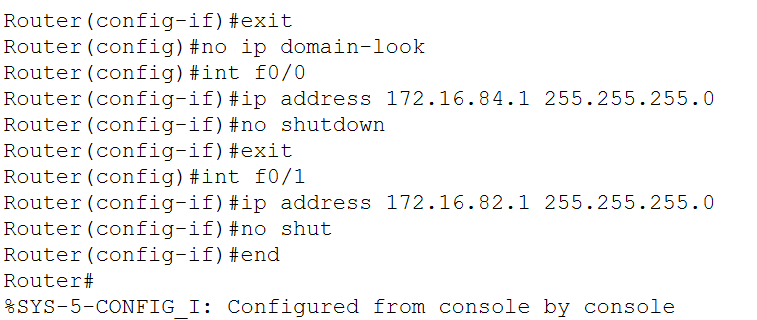 Router(config-if)#exit
Router(config)#no ip domain-look
Router(config)#int f0/0
Router(config-if)#ip address 172.16.84.1 255.255.255.0
Router(config-if)#no shutdown
Router(config-if)#exit
Router(config)#int f0/1
Router(config-if)#ip address 172.16.82.1 255.255.255.0
Router(config-if)#no shut
Router(config-if)#end
Router#
%SYS-5-CONFIG_I: Configured from console by console